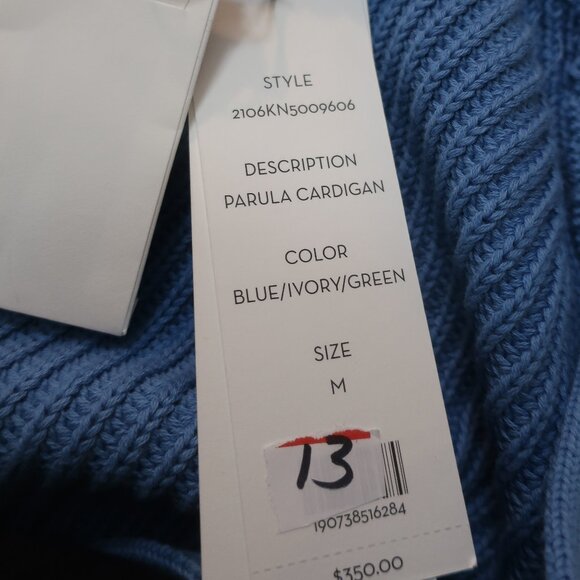 STYLE
2106KN5009606
DESCRIPTION
PARULA CARDIGAN
COLOR
BLUE/IVORY/GREEN
SIZE
M
13
190738516284
$350.00